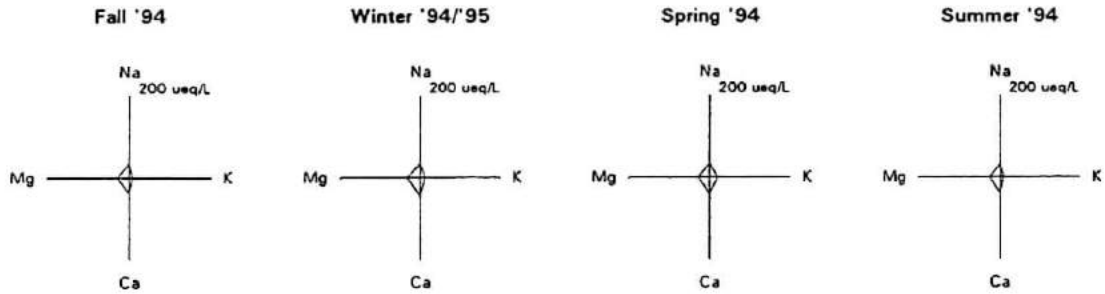 Fall '94 Winter '94/'95 Spring '94 Summer '94
Na Na Na Na
200 ueq/L 200 ueq/L 200 ueq/L 200 ueq/L
Mg K Mg K Mg K Mg K
Ca Ca Ca Ca